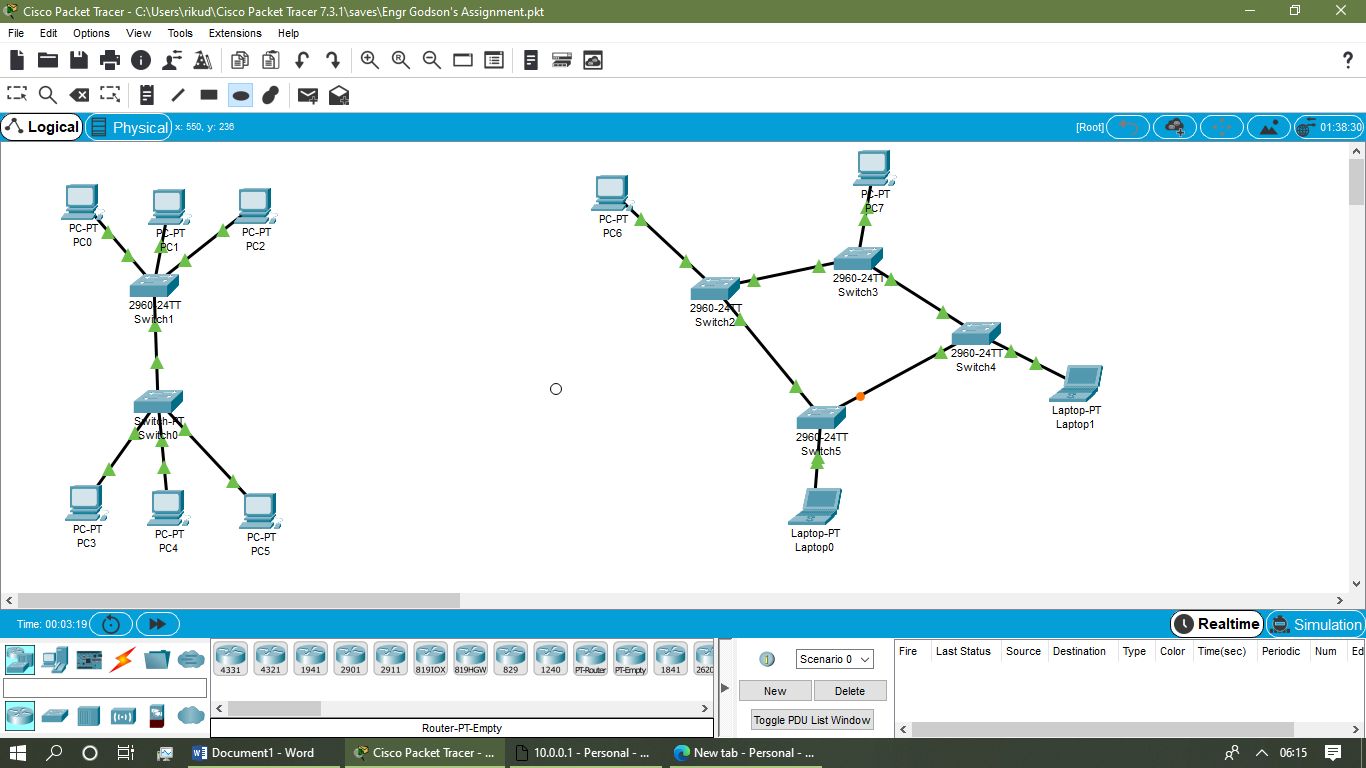 Cisco Packet Tracer - C:\Users\rikud\Cisco Packet Tracer 7.3.1\saves\Engr Godson's Assignment.pkt
File Edit Options View Tools Extensions Help
Logical Physical x: 550, y: 236 [Root] 01:38:30
PC-PT
PC0
PC-PT
PC1
PC-PT
PC2
2960-24TT
Switch1
Switch-PT
Switch0
PC-PT
PC3
PC-PT
PC4
PC-PT
PC5
PC-PT
PC6
PC-PT
PC7
2960-24TT
Switch2
2960-24TT
Switch3
2960-24TT
Switch4
Laptop-PT
Laptop1
2960-24TT
Switch5
Laptop-PT
Laptop0
Time: 00:03:19 Realtime Simulation
4331 4321 1941 2901 2911 819IOX 819HGW 829 1240 PT-Router PT-Empty 1841 2620
Router-PT-Empty
Scenario 0
New Delete
Toggle PDU List Window
Fire Last Status Source Destination Type Color Time(sec) Periodic Num Ed
Document1 - Word Cisco Packet Tracer - ... 10.0.0.1 - Personal - ... New tab - Personal - ... 06:15